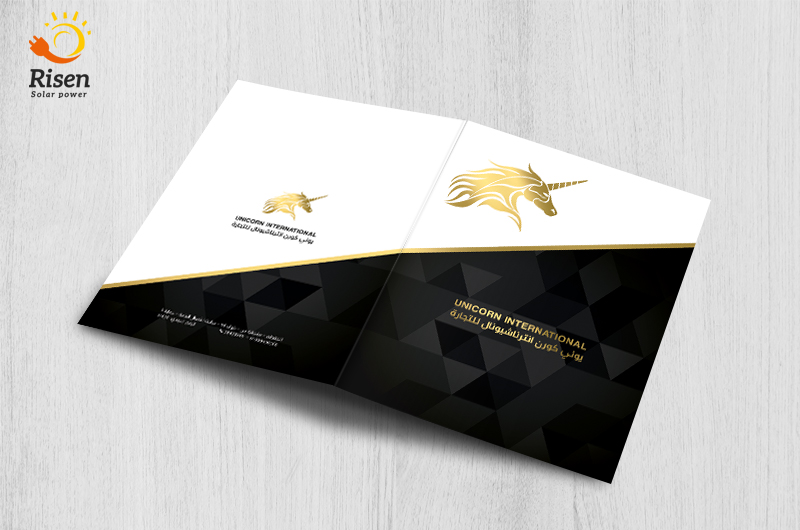 Risen
Solar power
UNICORN INTERNATIONAL
يوني كورن انترناشيونال للتجارة
UNICORN INTERNATIONAL
يوني كورن انترناشيونال للتجارة